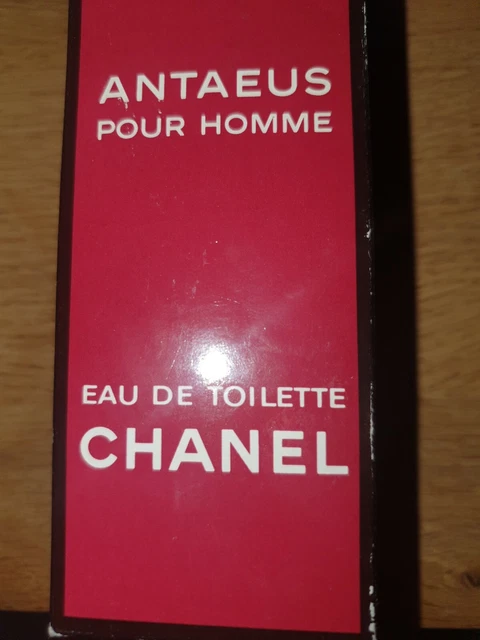 ANTAEUS
POUR HOMME
EAU DE TOILETTE
CHANEL